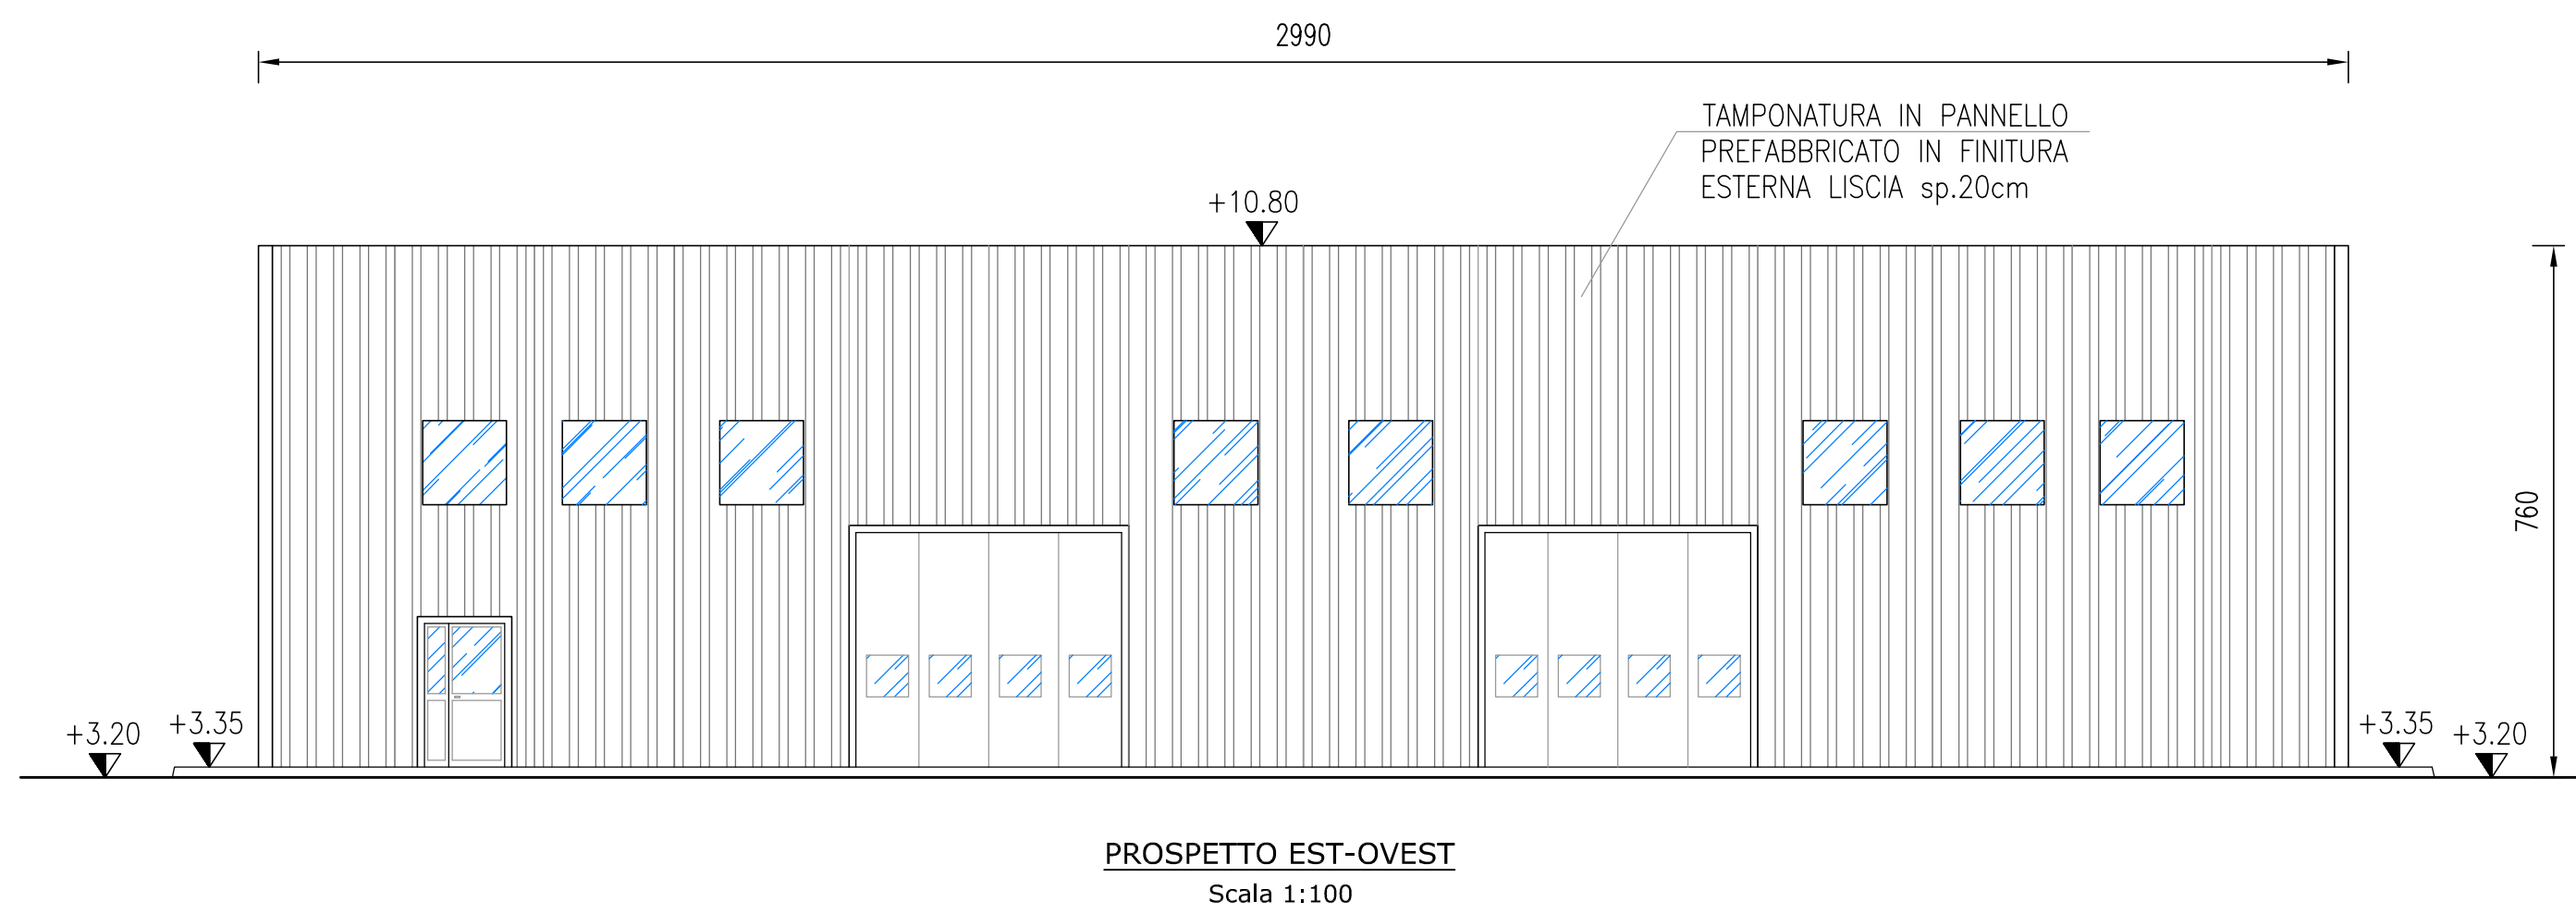 2990
TAMPONATURA IN PANNELLO
PREFABBRICATO IN FINITURA
ESTERNA LISCIA sp.20cm
+10.80
760
+3.20
+3.35
+3.35
+3.20
PROSPETTO EST-OVEST
Scala 1:100